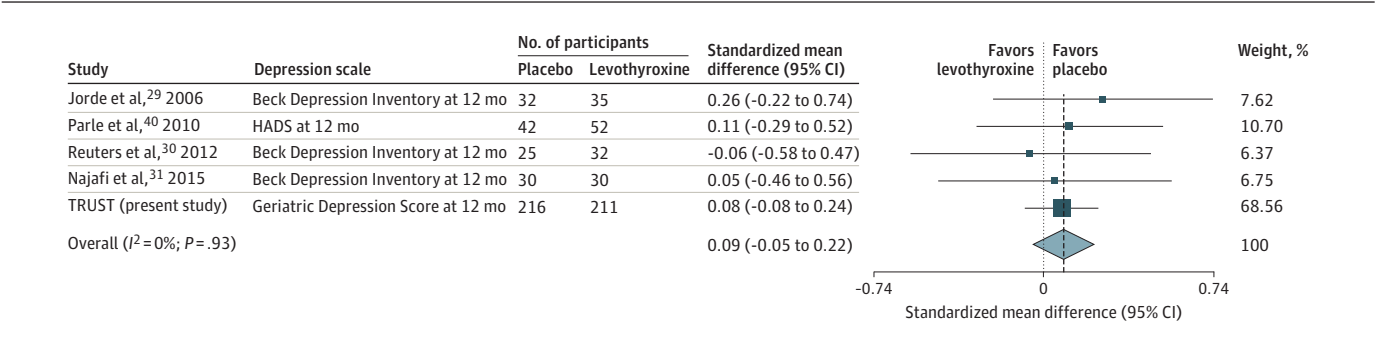 No. of participants
Study Depression scale Placebo Levothyroxine Standardized mean difference (95% CI) Favors levothyroxine Favors placebo Weight, %
Jorde et al,29 2006 Beck Depression Inventory at 12 mo 32 35 0.26 (-0.22 to 0.74) 7.62
Parle et al,40 2010 HADS at 12 mo 42 52 0.11 (-0.29 to 0.52) 10.70
Reuters et al,30 2012 Beck Depression Inventory at 12 mo 25 32 -0.06 (-0.58 to 0.47) 6.37
Najafi et al,31 2015 Beck Depression Inventory at 12 mo 30 30 0.05 (-0.46 to 0.56) 6.75
TRUST (present study) Geriatric Depression Score at 12 mo 216 211 0.08 (-0.08 to 0.24) 68.56
Overall (I2=0%; P=.93) 0.09 (-0.05 to 0.22) 100
-0.74 0 0.74
Standardized mean difference (95% CI)